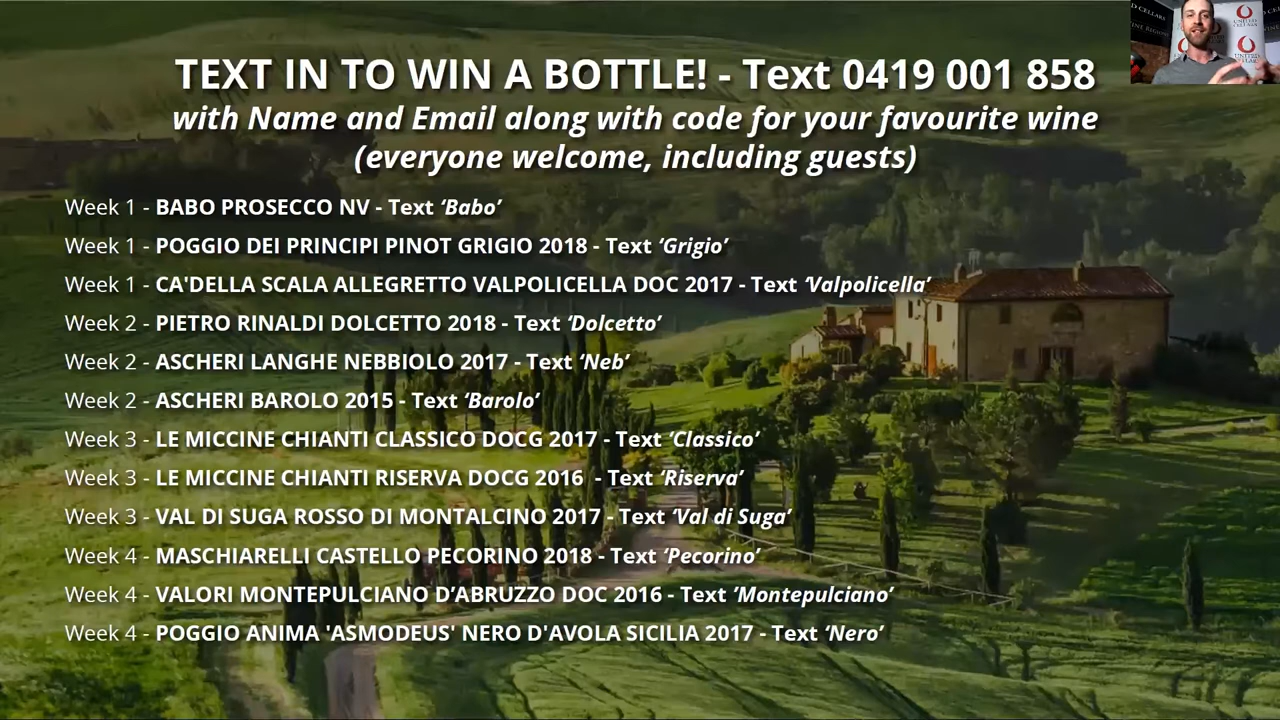 TEXT IN TO WIN A BOTTLE! - Text 0419 001 858
with Name and Email along with code for your favourite wine
(everyone welcome, including guests)
Week 1 - BABO PROSECCO NV - Text ‘Babo’
Week 1 - POGGIO DEI PRINCIPI PINOT GRIGIO 2018 - Text ‘Grigio’
Week 1 - CA'DELLA SCALA ALLEGRETTO VALPOLICELLA DOC 2017 - Text ‘Valpolicella’
Week 2 - PIETRO RINALDI DOLCETTO 2018 - Text ‘Dolcetto’
Week 2 - ASCHERI LANGHE NEBBIOLO 2017 - Text ‘Neb’
Week 2 - ASCHERI BAROLO 2015 - Text ‘Barolo’
Week 3 - LE MICCINE CHIANTI CLASSICO DOCG 2017 - Text ‘Classico’
Week 3 - LE MICCINE CHIANTI RISERVA DOCG 2016 - Text ‘Riserva’
Week 3 - VAL DI SUGA ROSSO DI MONTALCINO 2017 - Text ‘Val di Suga’
Week 4 - MASCHIARELLI CASTELLO PECORINO 2018 - Text ‘Pecorino’
Week 4 - VALORI MONTEPULCIANO D’ABRUZZO DOC 2016 - Text ‘Montepulciano’
Week 4 - POGGIO ANIMA 'ASMODEUS' NERO D'AVOLA SICILIA 2017 - Text ‘Nero’